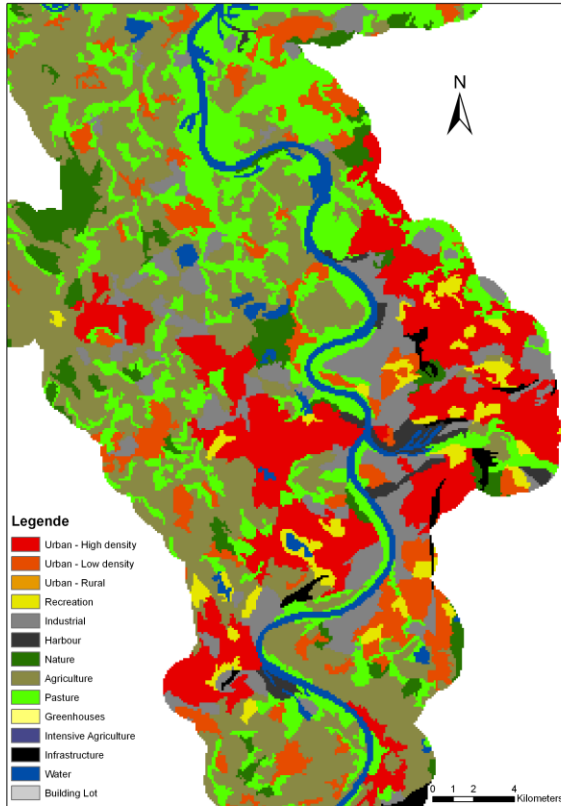 N
Legende
Urban - High density
Urban - Low density
Urban - Rural
Recreation
Industrial
Harbour
Nature
Agriculture
Pasture
Greenhouses
Intensive Agriculture
Infrastructure
Water
Building Lot
0 1 2 4
Kilometers